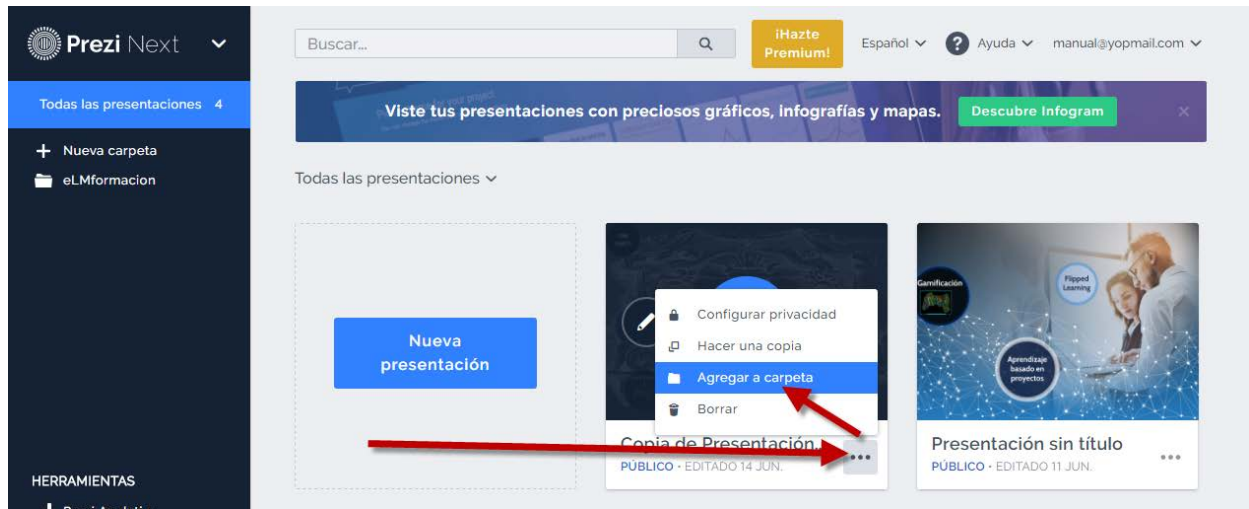 Prezi Next
Buscar...
¡Hazte
Premium!
Español
? Ayuda
manual@yopmail.com
Todas las presentaciones 4
Viste tus presentaciones con preciosos gráficos, infografías y mapas.
Descubre Infogram
+ Nueva carpeta
eLMformacion
Todas las presentaciones
Nueva
presentación
Configurar privacidad
Hacer una copia
Agregar a carpeta
Borrar
Copia de Presentación...
PÚBLICO • EDITADO 14 JUN.
Gamificación
Flipped
Learning
Aprendizaje
basado en
proyectos
Presentación sin título
PÚBLICO • EDITADO 11 JUN.
HERRAMIENTAS